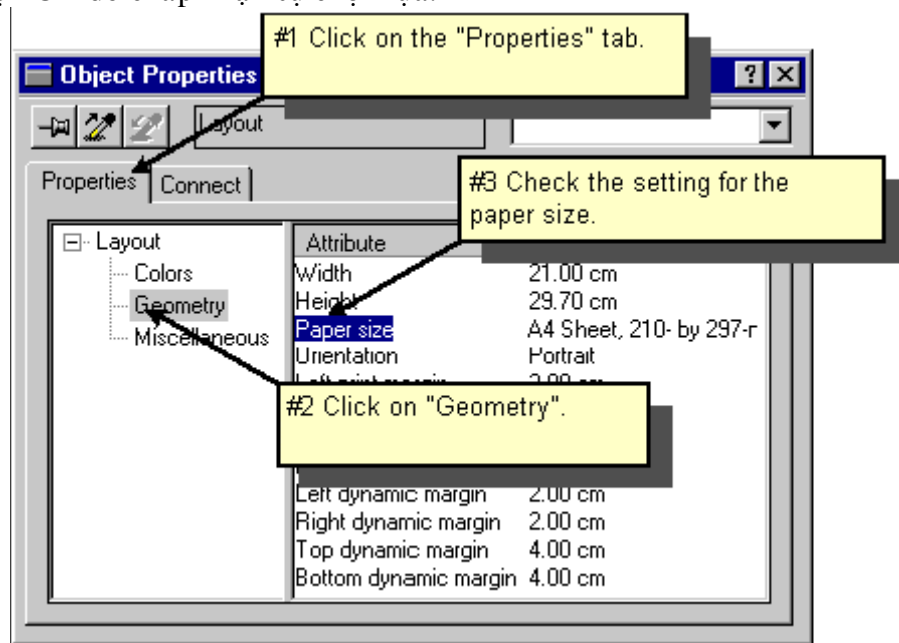 #1 Click on the "Properties" tab.
Object Properties
Layout
Properties Connect
#3 Check the setting for the
paper size.
Layout
Colors
Geometry
Miscellaneous
Attribute
Width 21.00 cm
Height 29.70 cm
Paper size A4 Sheet, 210- by 297-
Orientation Portrait
#2 Click on "Geometry".
Left dynamic margin 2.00 cm
Right dynamic margin 2.00 cm
Top dynamic margin 4.00 cm
Bottom dynamic margin 4.00 cm